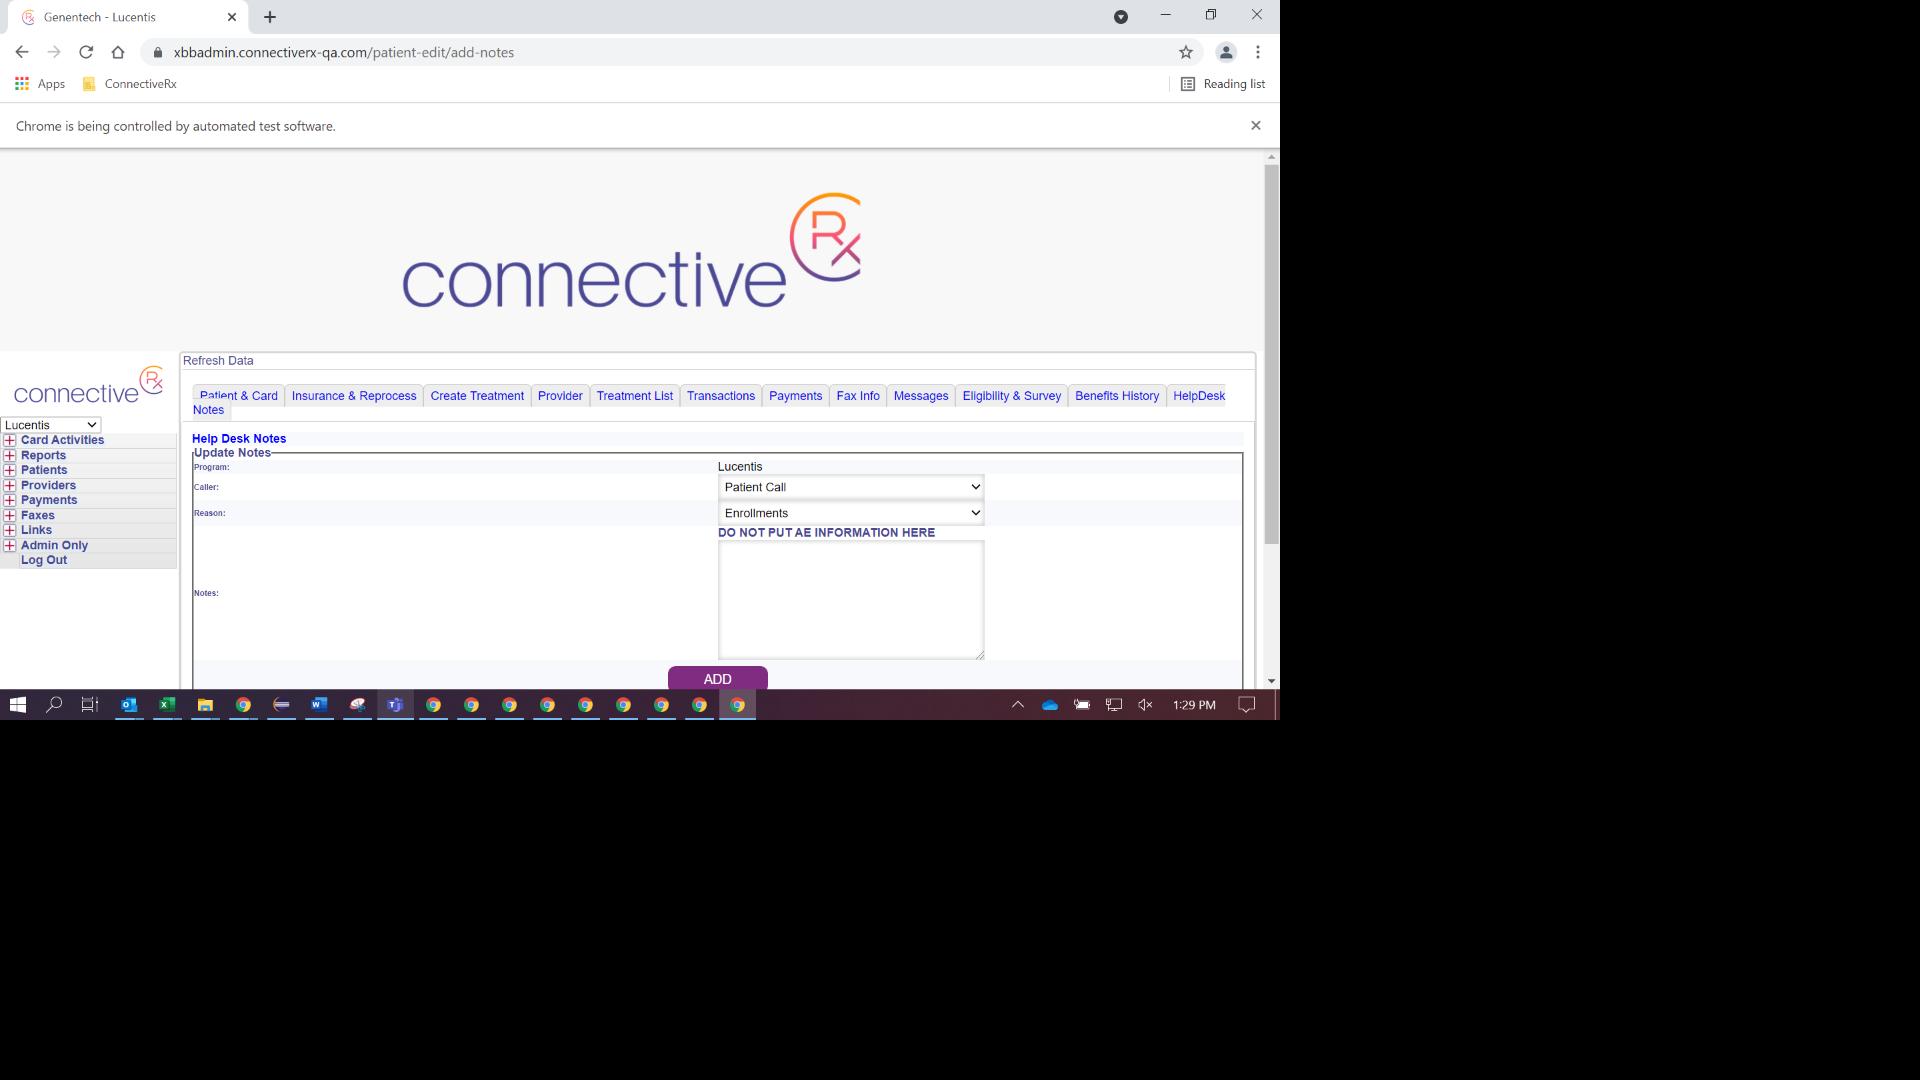 Genentech - Lucentis
xbbadmin.connectiverx-qa.com/patient-edit/add-notes
Apps ConnectiveRx Reading list
Chrome is being controlled by automated test software.
connective Rx
connective Rx
Lucentis
Card Activities
Reports
Patients
Providers
Payments
Faxes
Links
Admin Only
Log Out
Refresh Data
Patient & Card Insurance & Reprocess Create Treatment Provider Treatment List Transactions Payments Fax Info Messages Eligibility & Survey Benefits History HelpDesk
Notes
Help Desk Notes
Update Notes
Program: Lucentis
Caller: Patient Call
Reason: Enrollments
DO NOT PUT AE INFORMATION HERE
Notes:
ADD
1:29 PM